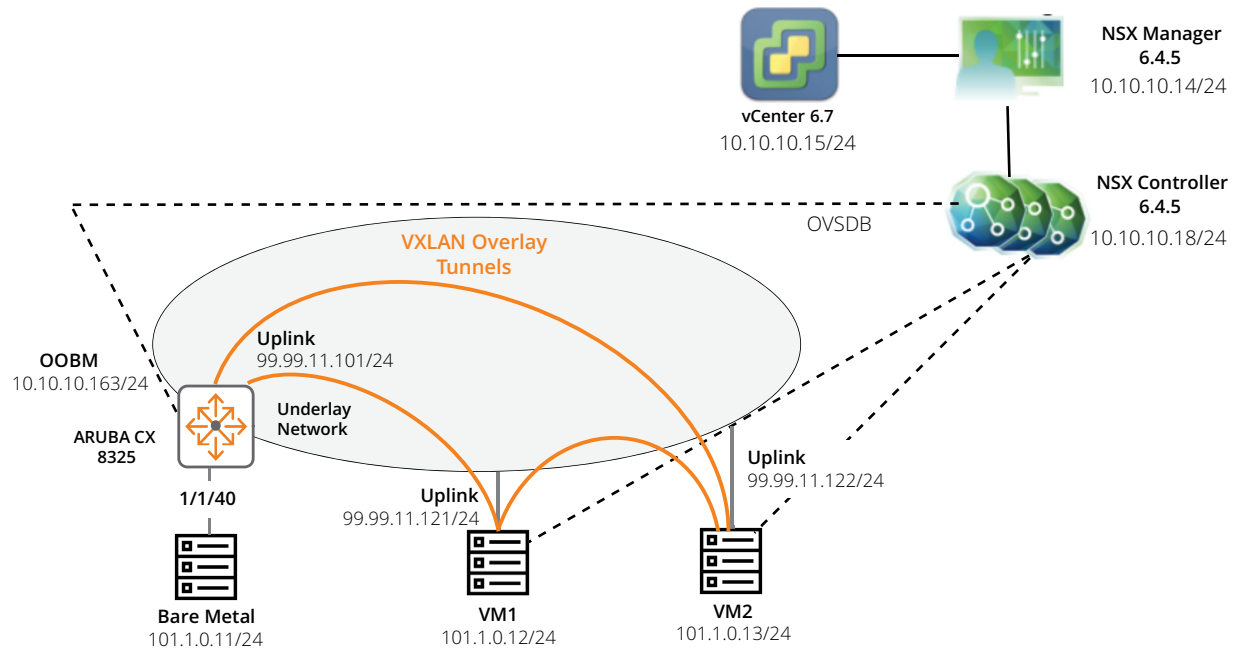 NSX Manager
6.4.5
10.10.10.14/24
vCenter 6.7
10.10.10.15/24
NSX Controller
6.4.5
10.10.10.18/24
OVSDB
VXLAN Overlay
Tunnels
Uplink
99.99.11.101/24
OOBM
10.10.10.163/24
Underlay
Network
ARUBA CX
8325
1/1/40
Uplink
99.99.11.121/24
Uplink
99.99.11.122/24
Bare Metal
101.1.0.11/24
VM1
101.1.0.12/24
VM2
101.1.0.13/24